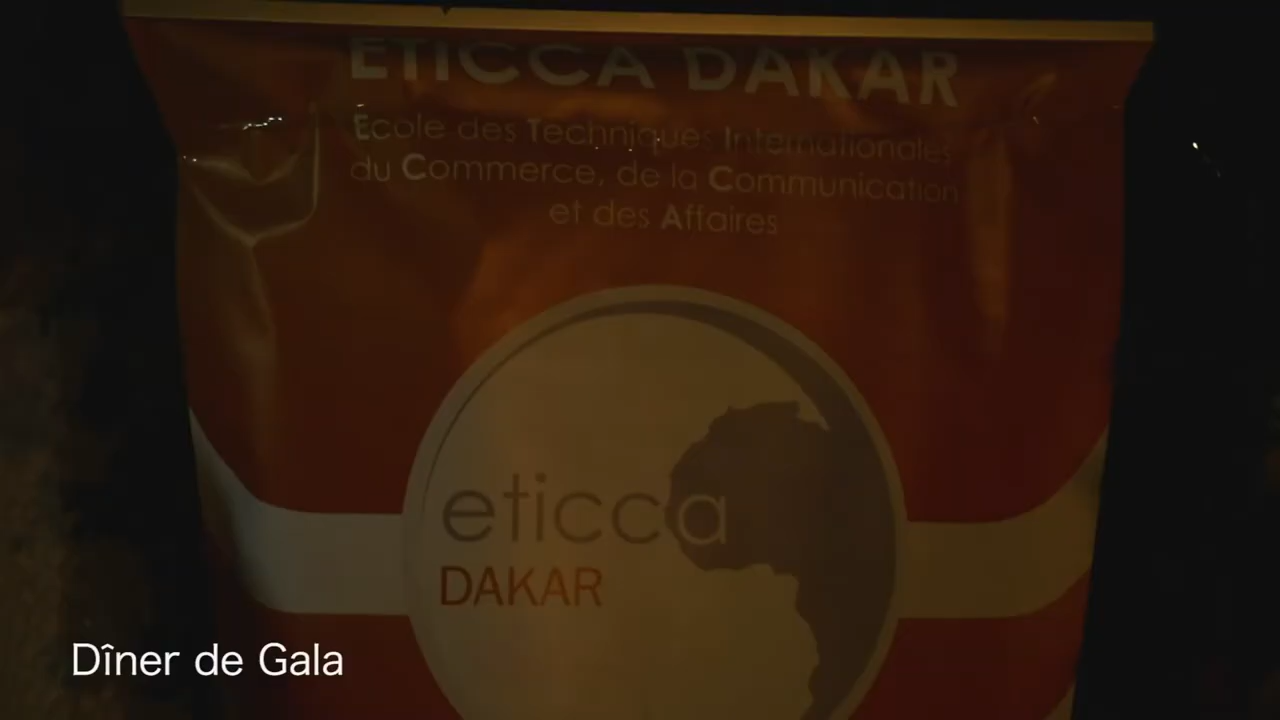 ETICCA DAKAR
Ecole des Techniques Internationales
du Commerce, de la Communication
et des Affaires
eticca
DAKAR
Dîner de Gala